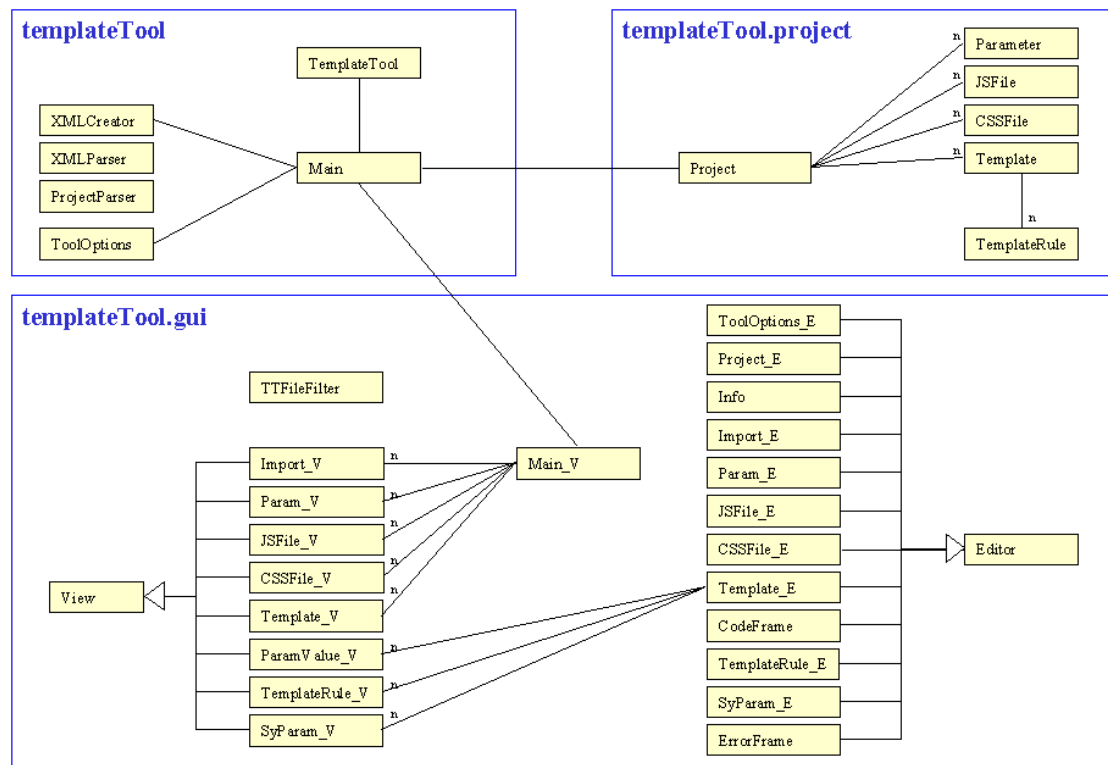 templateTool
TemplateTool
XMLCreator
XMLParser
Main
ProjectParser
ToolOptions
templateTool.project
n
Parameter
n
JSFile
n
CSSFile
n
Template
Project
n
TemplateRule
templateTool.gui
TTFileFilter
Import_V
n
Main_V
Param_V
n
JSFile_V
n
CSSFile_V
n
View
Template_V
n
ParamValue_V
n
TemplateRule_V
n
SyParam_V
n
ToolOptions_E
Project_E
Info
Import_E
Param_E
JSFile_E
CSSFile_E
Editor
Template_E
CodeFrame
TemplateRule_E
SyParam_E
ErrorFrame